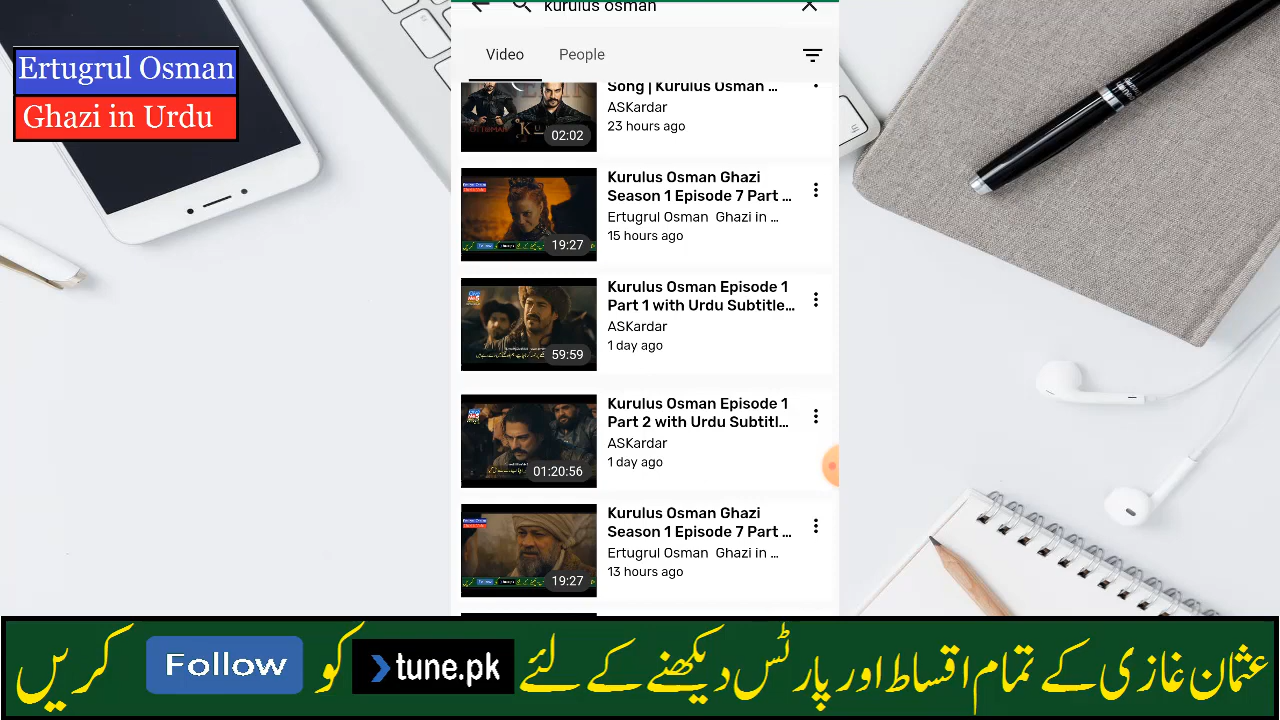 Ertugrul Osman
Ghazi in Urdu
kurulus osman
Video
People
Song | Kurulus Osman ...
ASKardar
23 hours ago
02:02
Kurulus Osman Ghazi
Season 1 Episode 7 Part ...
Ertugrul Osman Ghazi in ...
15 hours ago
19:27
Kurulus Osman Episode 1
Part 1 with Urdu Subtitle...
ASKardar
1 day ago
59:59
Kurulus Osman Episode 1
Part 2 with Urdu Subtitl...
ASKardar
1 day ago
01:20:56
Kurulus Osman Ghazi
Season 1 Episode 7 Part ...
Ertugrul Osman Ghazi in ...
13 hours ago
19:27
عثمان غازی کے تمام اقساط اور پارٹس دیکھنے کے لئے tune.pk کو Follow کریں